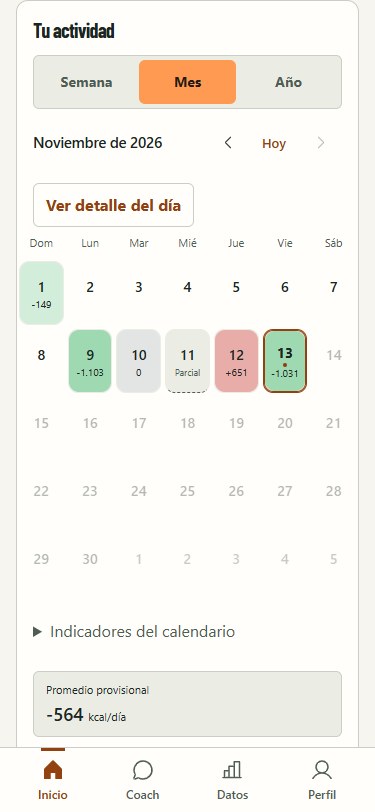 Tu actividad
Semana Mes Año
Noviembre de 2026 Hoy
Ver detalle del día
Dom Lun Mar Mié Jue Vie Sáb
1 2 3 4 5 6 7
-149
8 9 10 11 12 13 14
-1.103 0 Parcial +651 -1.031
15 16 17 18 19 20 21
22 23 24 25 26 27 28
29 30 1 2 3 4 5
Indicadores del calendario
Promedio provisional
-564 kcal/día
Inicio Coach Datos Perfil